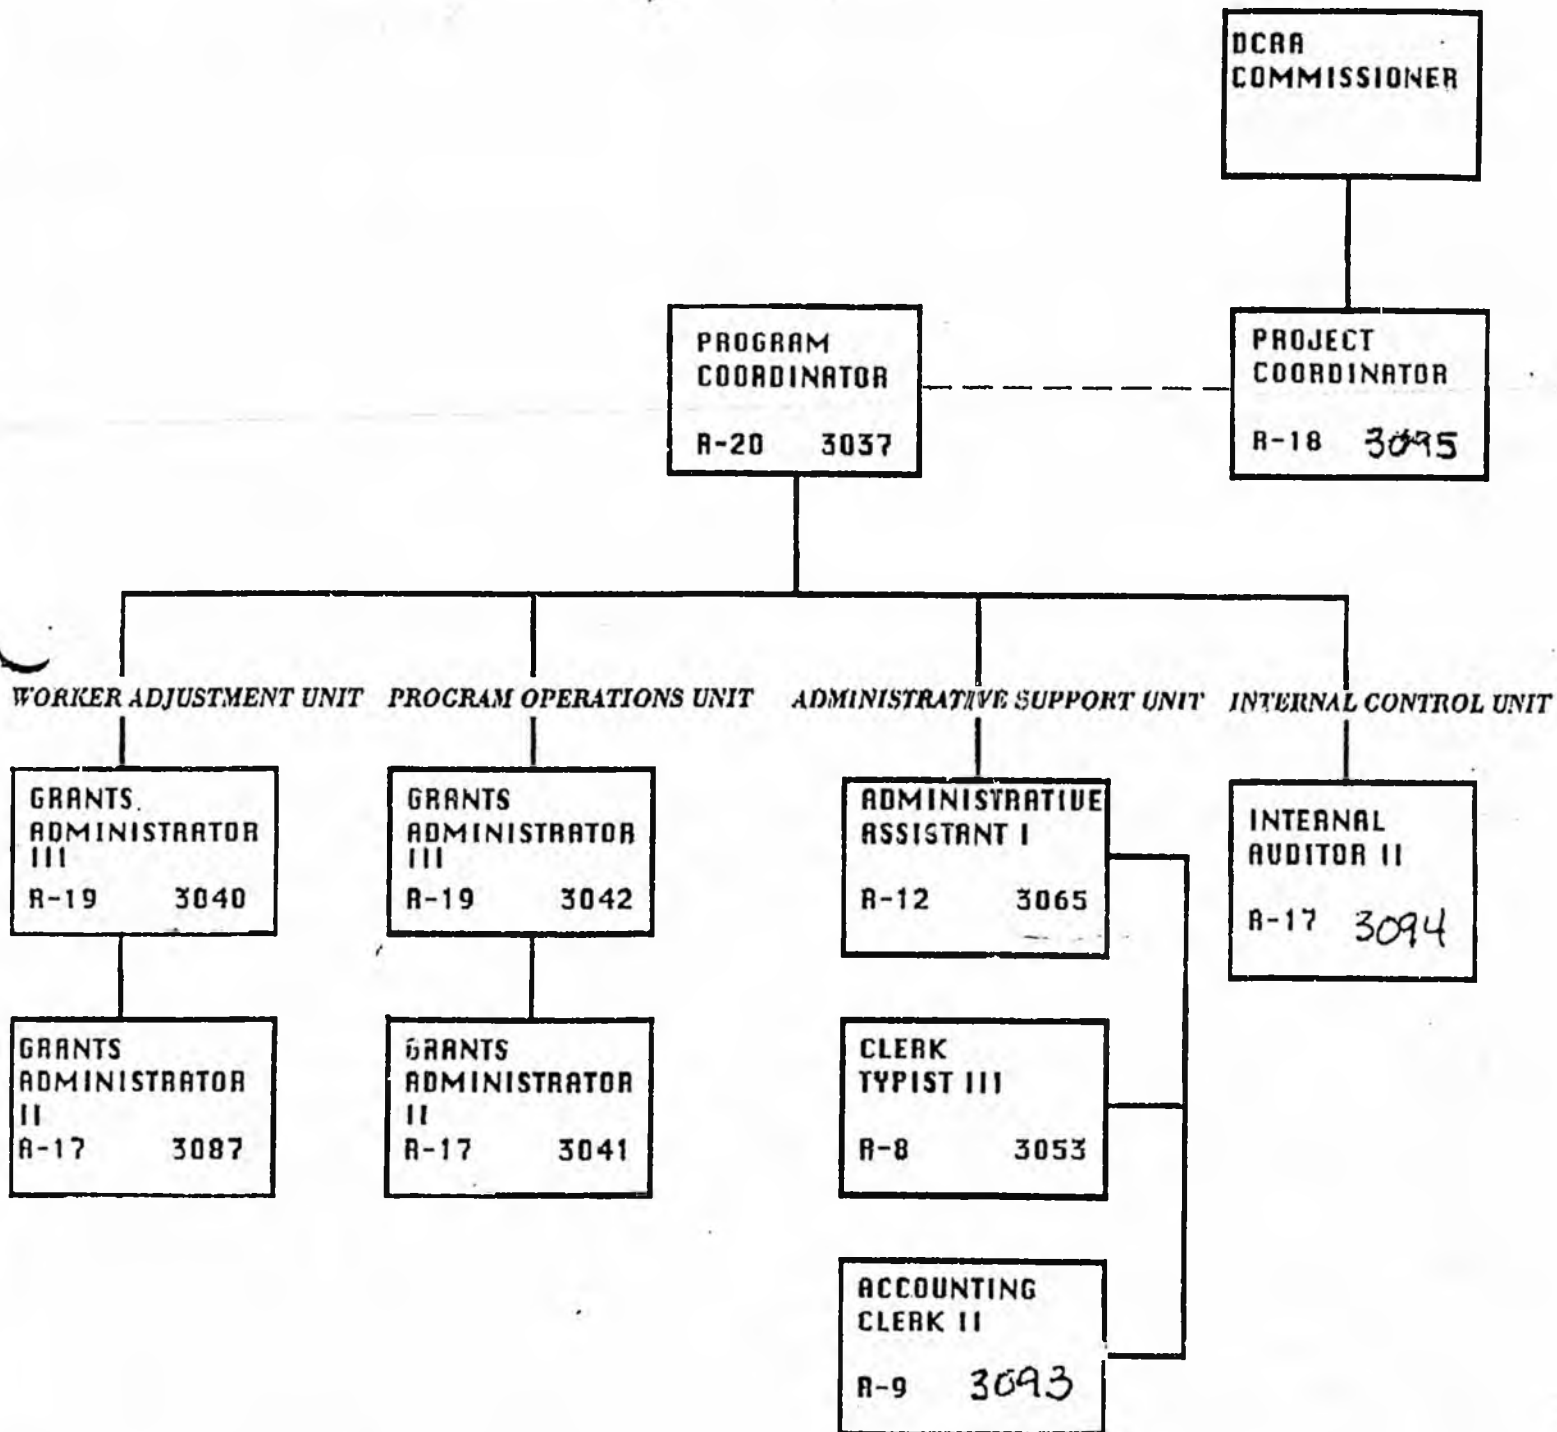 DCRA
COMMISSIONER
PROGRAM
COORDINATOR
R-20 3037
PROJECT
COORDINATOR
R-18 3095
WORKER ADJUSTMENT UNIT
PROGRAM OPERATIONS UNIT
ADMINISTRATIVE SUPPORT UNIT
INTERNAL CONTROL UNIT
GRANTS
ADMINISTRATOR
III
R-19 3040
GRANTS
ADMINISTRATOR
III
R-19 3042
ADMINISTRATIVE
ASSISTANT I
R-12 3065
INTERNAL
AUDITOR II
R-17 3094
GRANTS
ADMINISTRATOR
II
R-17 3087
GRANTS
ADMINISTRATOR
II
R-17 3041
CLERK
TYPIST III
R-8 3053
ACCOUNTING
CLERK II
R-9 3093